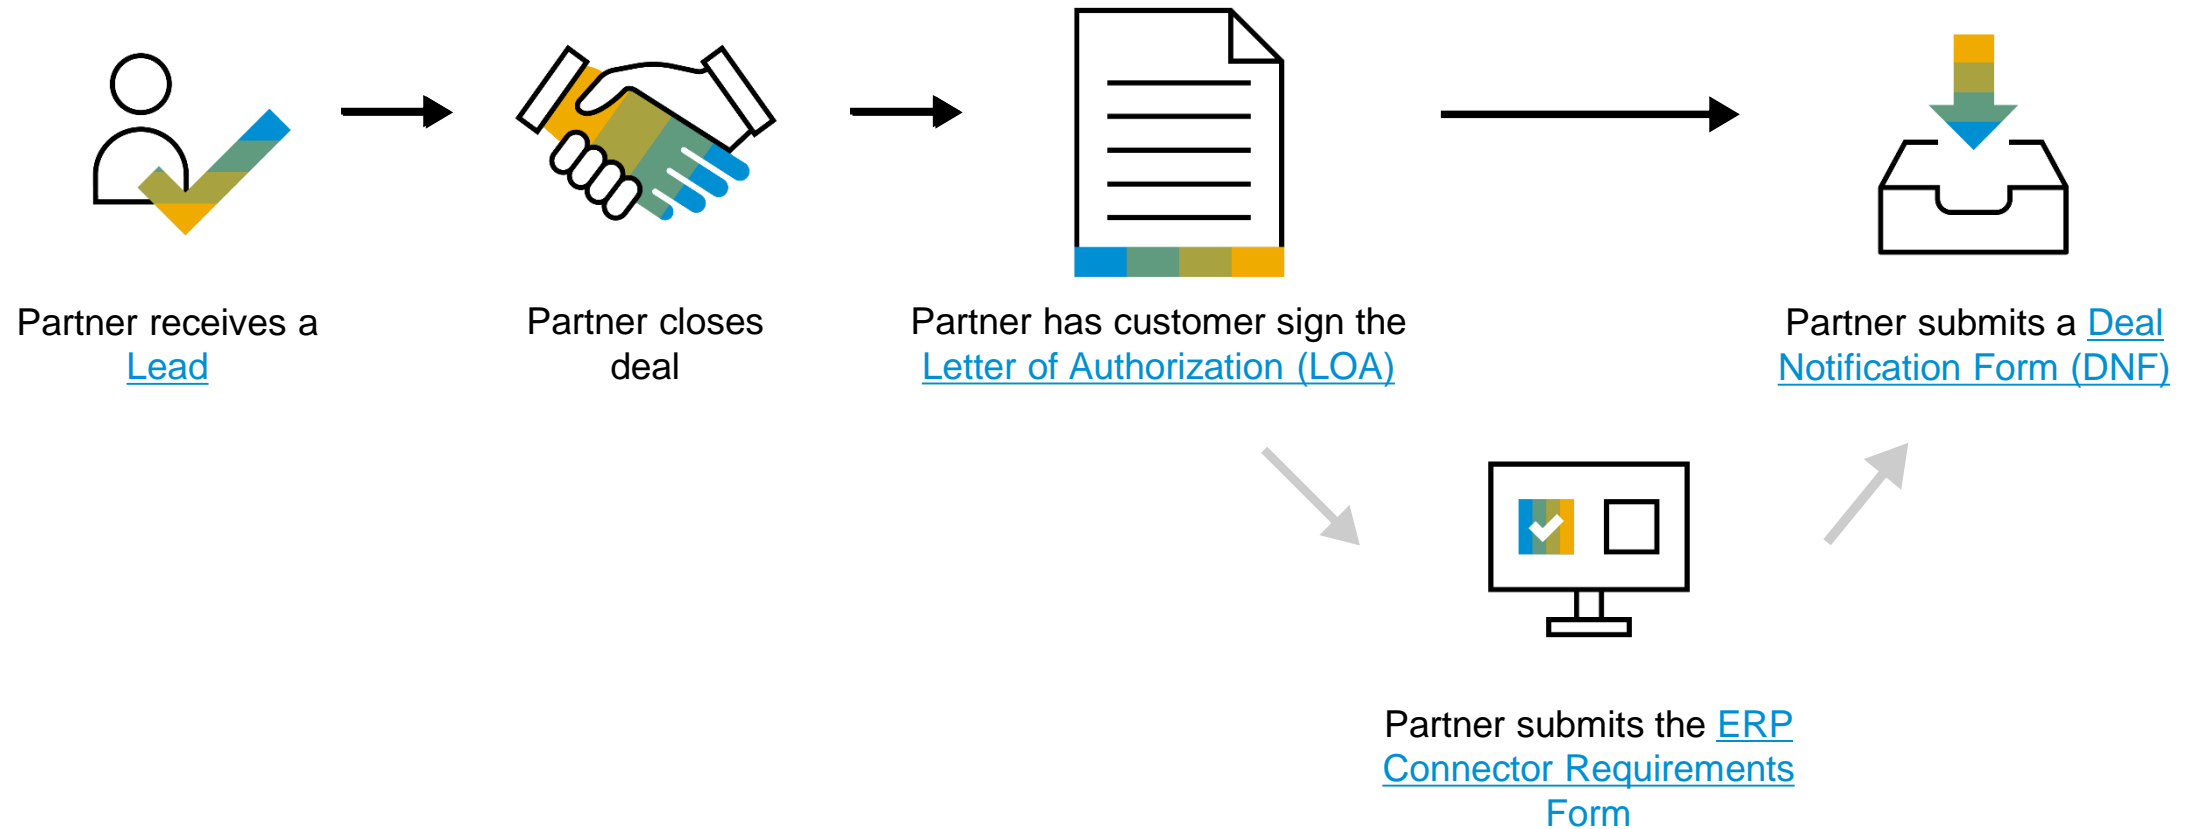 Partner receives a
Lead
Partner closes
deal
Partner has customer sign the
Letter of Authorization (LOA)
Partner submits a Deal
Notification Form (DNF)
Partner submits the ERP
Connector Requirements
Form